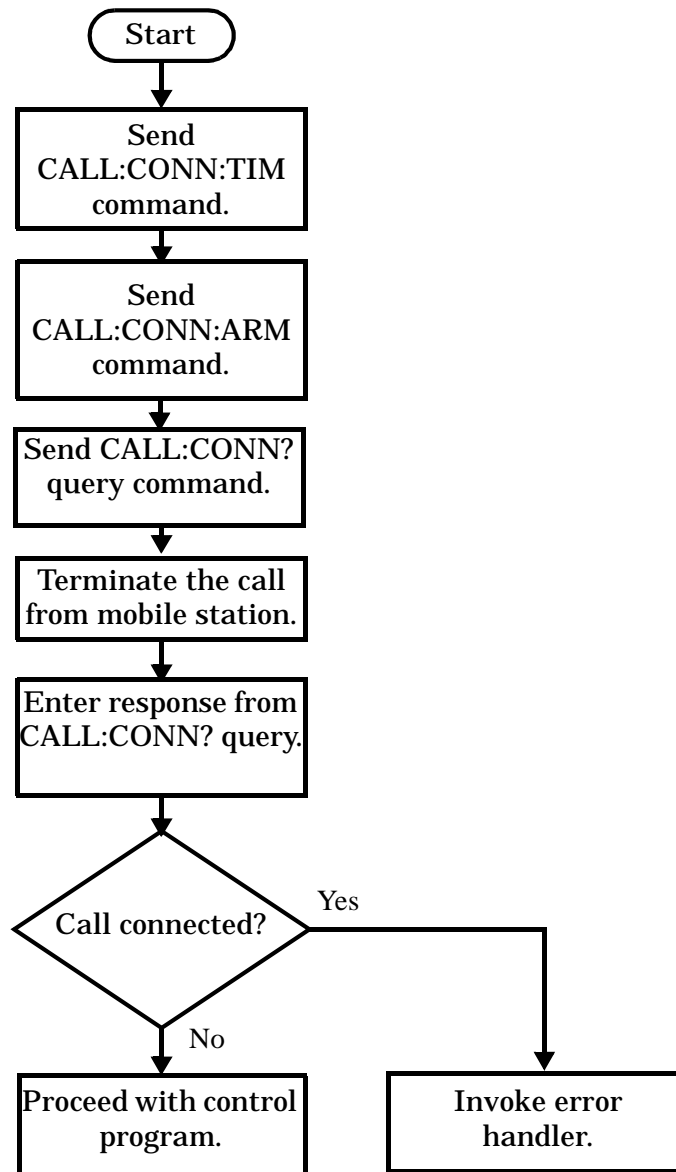 Start
Send
CALL:CONN:TIM
command.
Send
CALL:CONN:ARM
command.
Send CALL:CONN?
query command.
Terminate the call
from mobile station.
Enter response from
CALL:CONN? query.
Call connected?
Yes
No
Proceed with control
program.
Invoke error
handler.